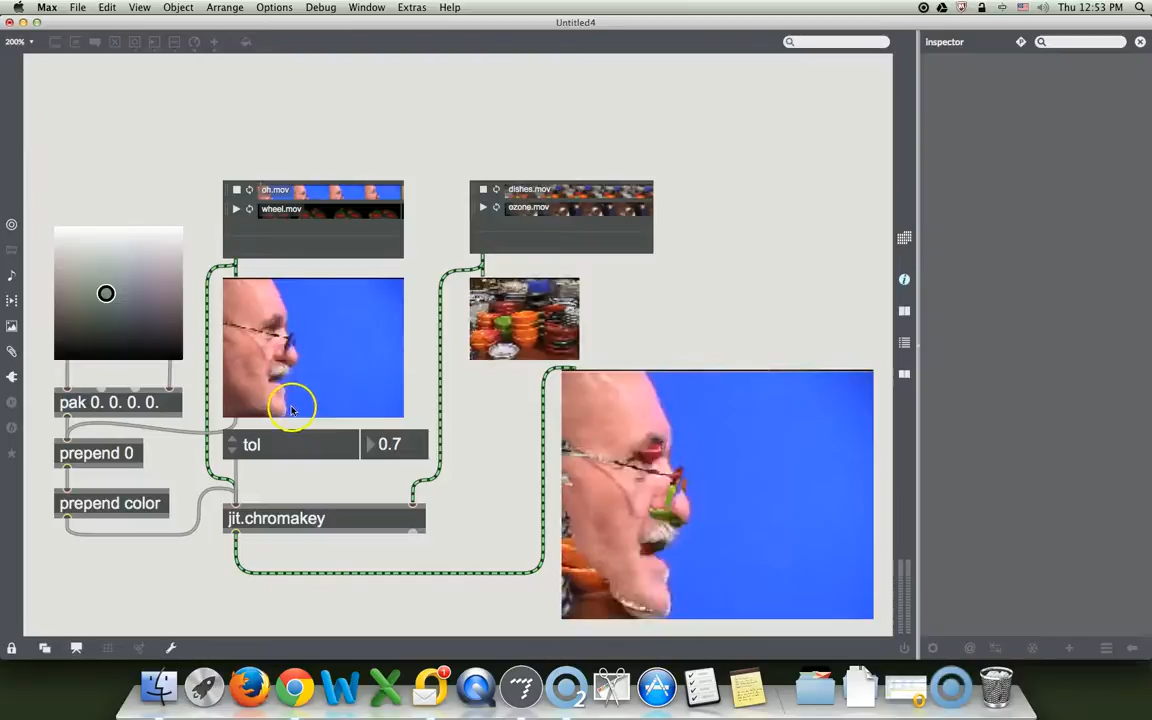 Max File Edit View Object Arrange Options Debug Window Extras Help Thu 12:53 PM
Untitled4
200%
inspector
oh.mov
wheel.mov
dishes.mov
ozone.mov
pak 0. 0. 0. 0.
tol 0.7
prepend 0
prepend color
jit.chromakey
1
2